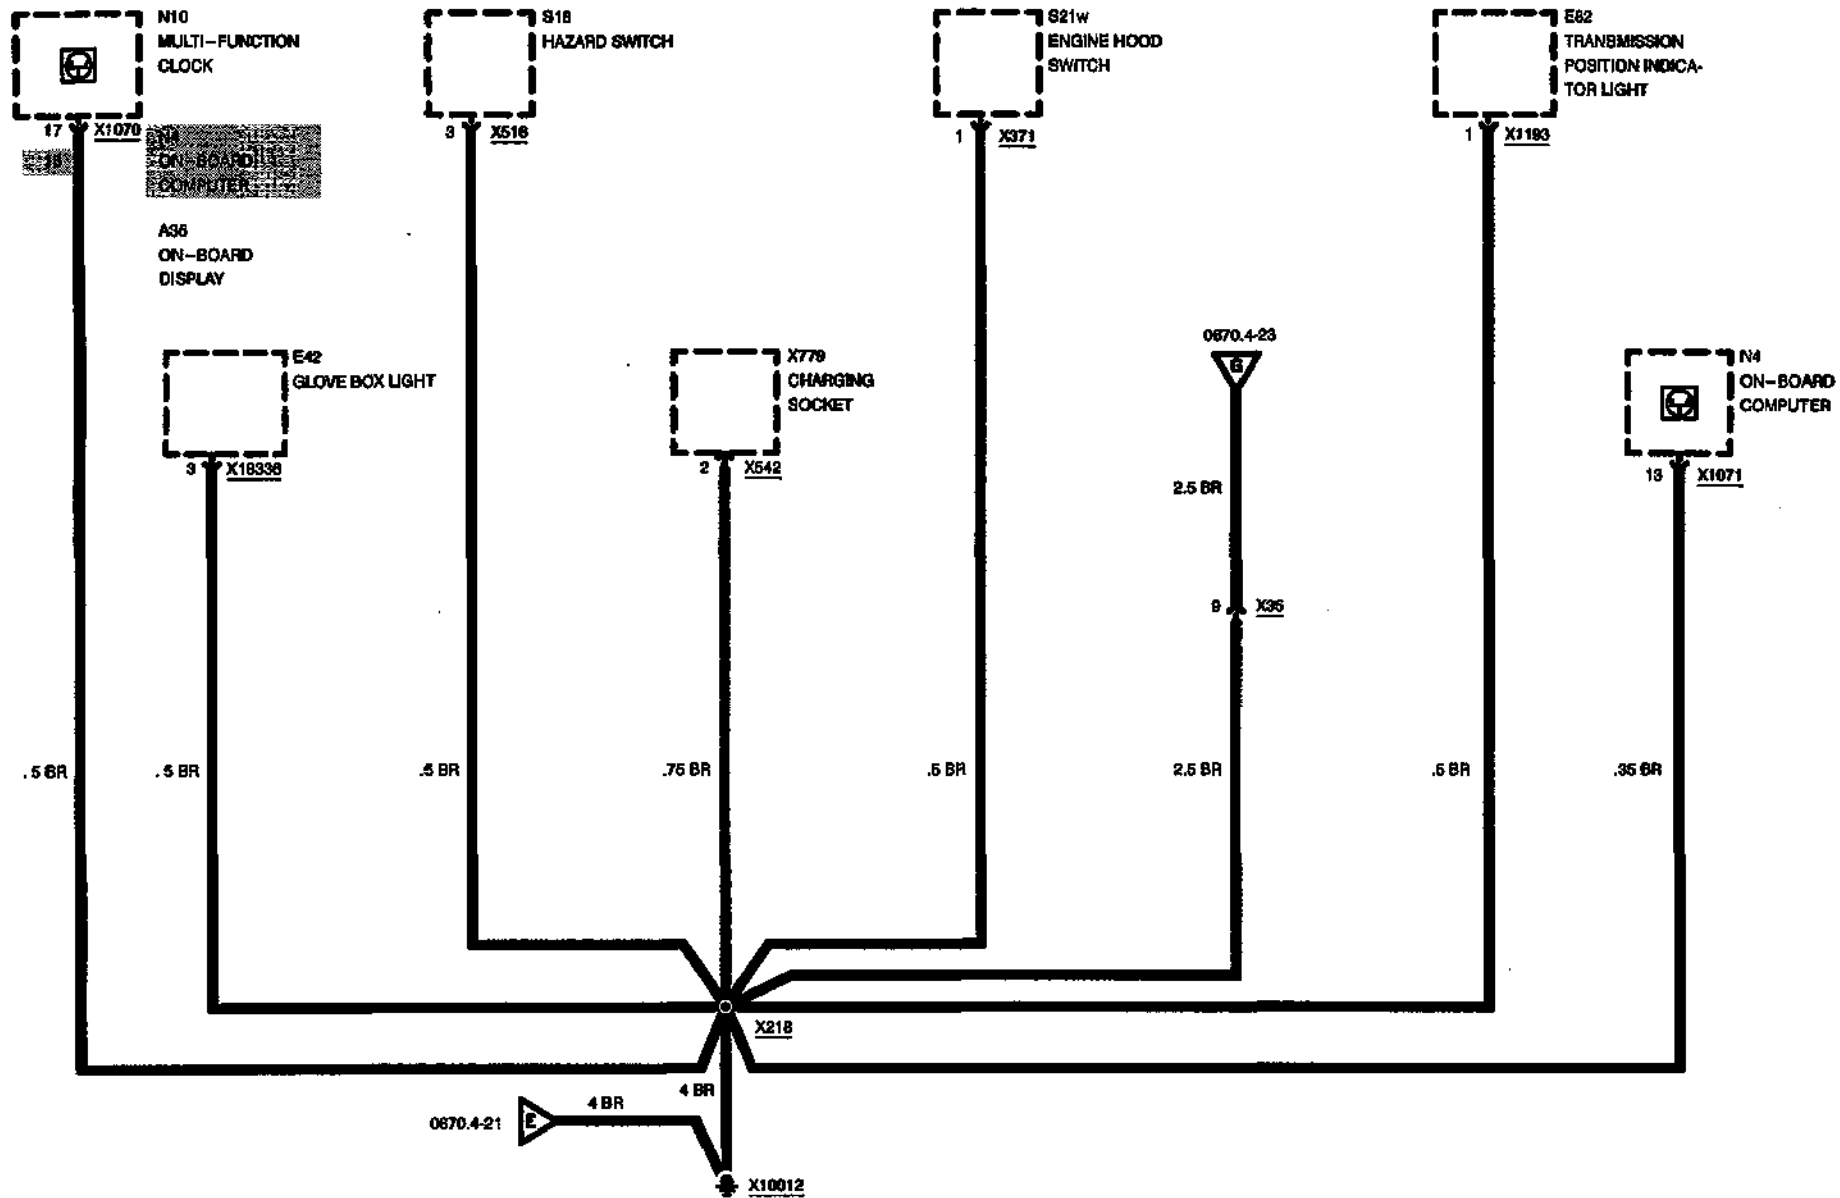 N10
MULTI-FUNCTION
CLOCK
S18
HAZARD SWITCH
S21w
ENGINE HOOD
SWITCH
E82
TRANSMISSION
POSITION INDICA-
TOR LIGHT
17
X1070
3
X516
1
X371
1
X1193
N4
ON-BOARD
COMPUTER
A35
ON-BOARD
DISPLAY
E42
GLOVE BOX LIGHT
X779
CHARGING
SOCKET
0670.4-23
G
N4
ON-BOARD
COMPUTER
3
X18336
2
X542
13
X1071
2.5 BR
9
X35
.5 BR
.5 BR
.5 BR
.75 BR
.5 BR
2.5 BR
.5 BR
.35 BR
X218
4 BR
4 BR
0670.4-21
E
X10012